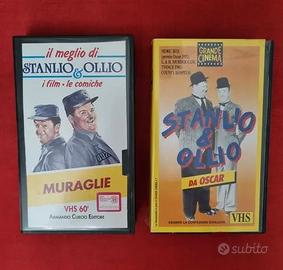 il meglio di
STANLIO & OLLIO
i film - le comiche
MURAGLIE
VHS 60'
ARMANDO CURCIO EDITORE
GRANDE
CINEMA
STANLIO
&
OLLIO
DA OSCAR
VHS
subito